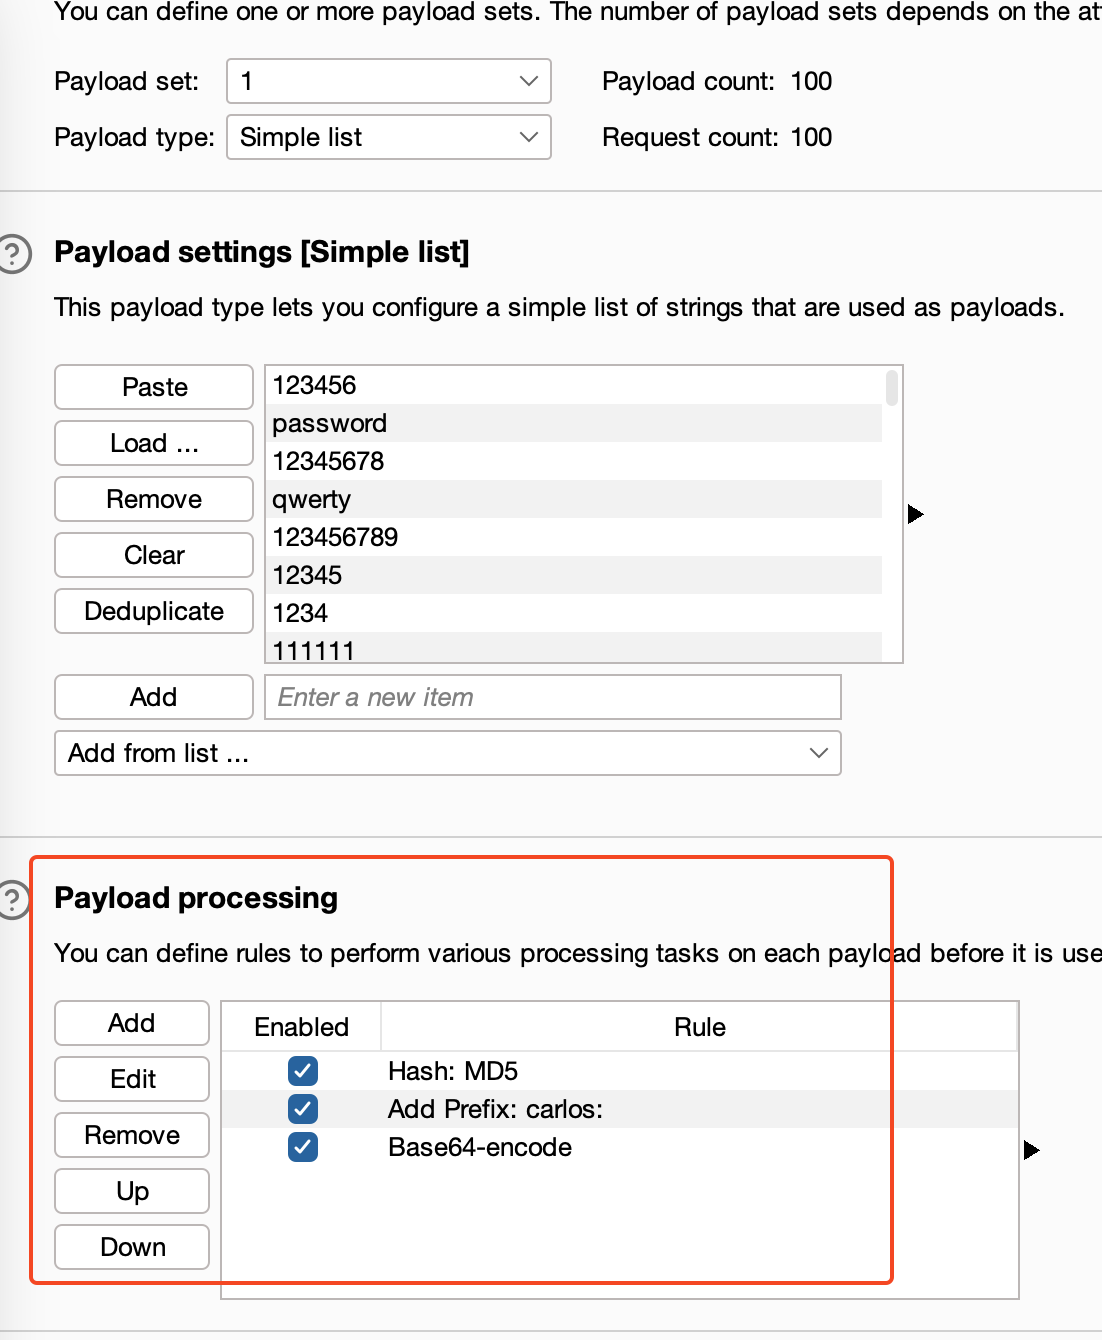 You can define one or more payload sets. The number of payload sets depends on the
Payload set: 1 Payload count: 100
Payload type: Simple list Request count: 100
? Payload settings [Simple list]
This payload type lets you configure a simple list of strings that are used as payloads.
Paste
Load ...
Remove
Clear
Deduplicate
123456
password
12345678
qwerty
123456789
12345
1234
111111
Add Enter a new item
Add from list ...
? Payload processing
You can define rules to perform various processing tasks on each payload before it is use
Add
Edit
Remove
Up
Down
Enabled Rule
Hash: MD5
Add Prefix: carlos:
Base64-encode